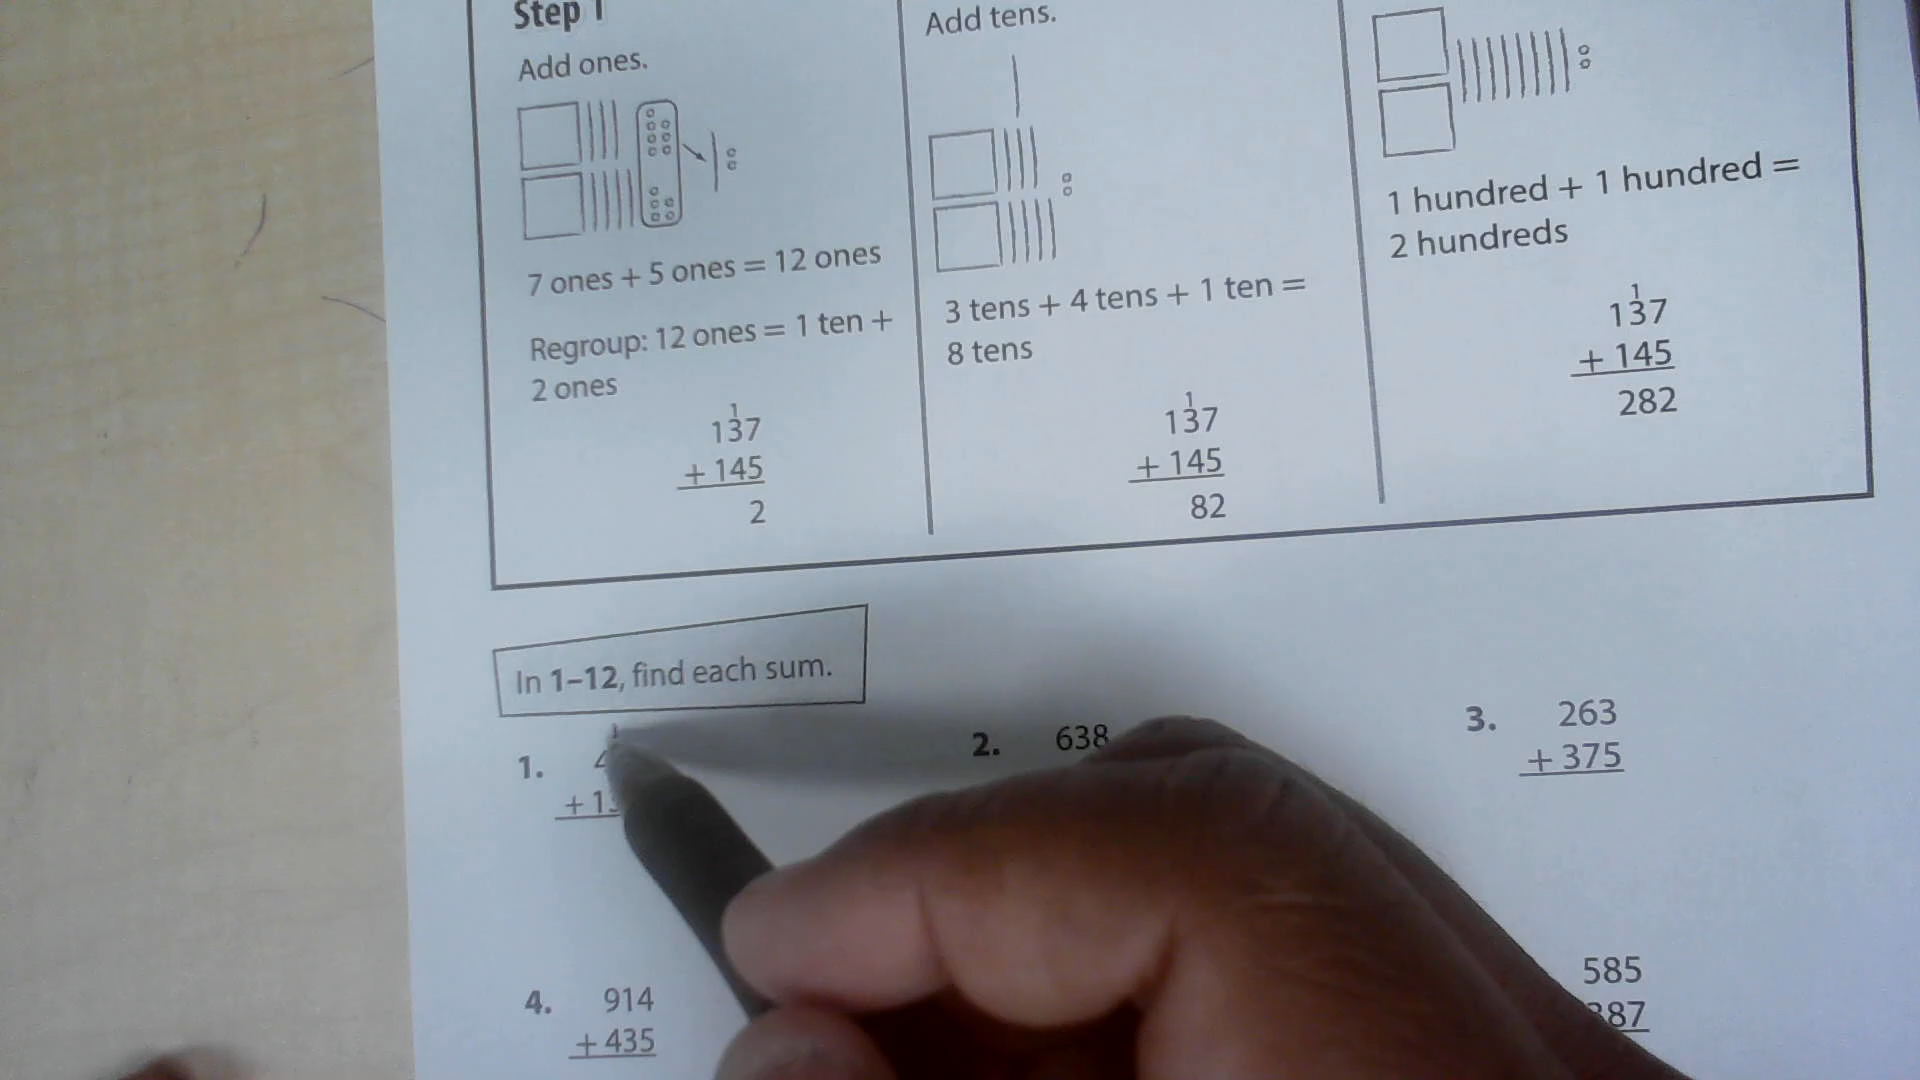 Step 1
Add ones.
7 ones + 5 ones = 12 ones
Regroup: 12 ones = 1 ten +
2 ones
1
137
+ 145
2
Add tens.
3 tens + 4 tens + 1 ten =
8 tens
1
137
+ 145
82
1 hundred + 1 hundred =
2 hundreds
1
137
+ 145
282
In 1–12, find each sum.
1.
+ 1
2. 638
3. 263
+ 375
4. 914
+ 435
585
87